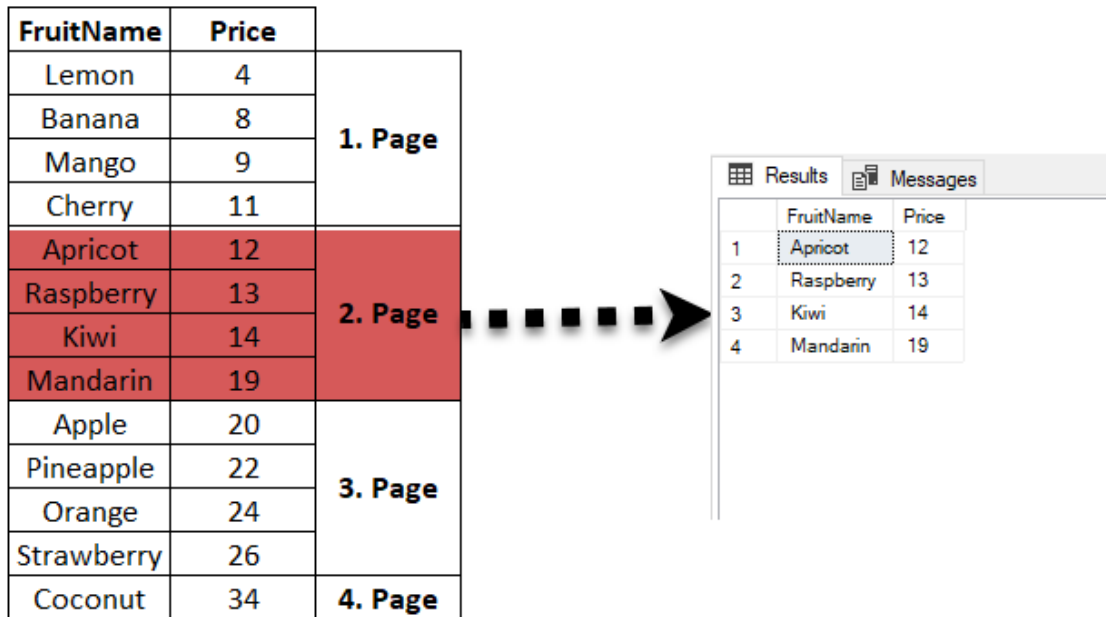 FruitName Price
Lemon 4
Banana 8
1. Page
Mango 9
Cherry 11
Apricot 12
Raspberry 13
2. Page
Kiwi 14
Mandarin 19
Apple 20
Pineapple 22
3. Page
Orange 24
Strawberry 26
Coconut 34 4. Page
Results Messages
FruitName Price
1 Apricot 12
2 Raspberry 13
3 Kiwi 14
4 Mandarin 19